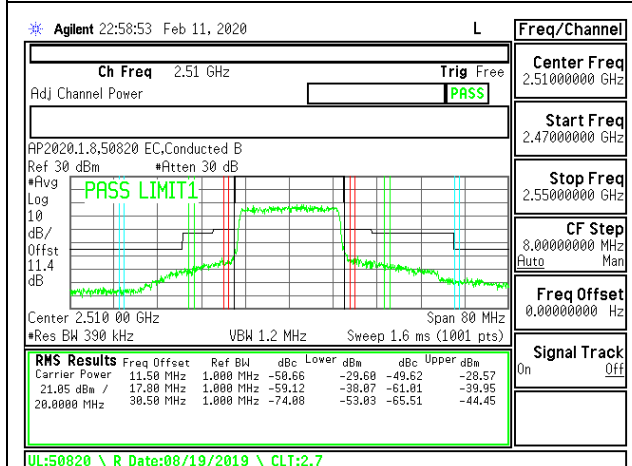 Agilent 22:58:53 Feb 11, 2020 L
Freq/Channel
Ch Freq 2.51 GHz Trig Free
Adj Channel Power PASS
Center Freq
2.51000000 GHz
Start Freq
2.47000000 GHz
Stop Freq
2.55000000 GHz
CF Step
8.00000000 MHz
Auto Man
Freq Offset
0.00000000 Hz
Signal Track
On Off
AP2020.1.8,50820 EC,Conducted B
Ref 30 dBm #Atten 30 dB
#Avg
Log
10
dB/
Offst
11.4
dB
PASS LIMIT1
Center 2.510 00 GHz Span 80 MHz
#Res BW 390 kHz VBW 1.2 MHz Sweep 1.6 ms (1001 pts)
RMS Results Freq Offset Ref BW dBc Lower dBm dBc Upper dBm
Carrier Power 11.50 MHz 1.000 MHz -50.66 -29.60 -49.62 -28.57
21.05 dBm / 17.80 MHz 1.000 MHz -59.12 -38.07 -61.01 -39.95
20.0000 MHz 30.50 MHz 1.000 MHz -74.08 -53.03 -65.51 -44.45
UL:50820 \ R Date:08/19/2019 \ CLT:2.7